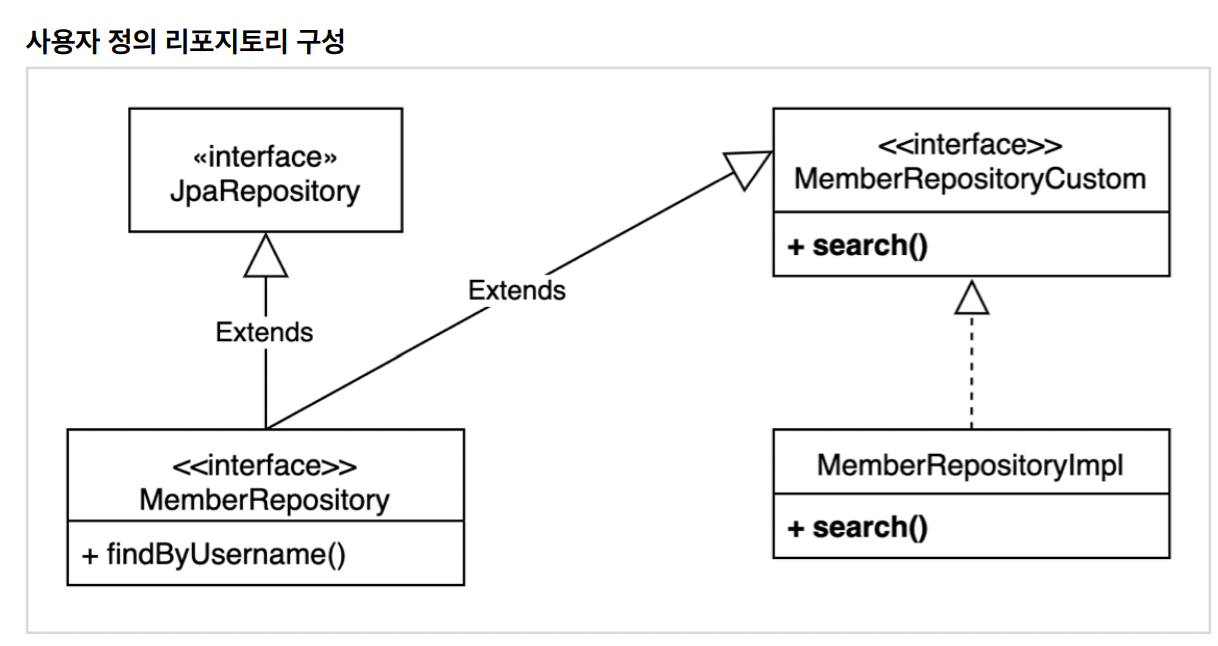 사용자 정의 리포지토리 구성
«interface»
JpaRepository
<<interface>>
MemberRepositoryCustom
+ search()
Extends
Extends
<<interface>>
MemberRepository
+ findByUsername()
MemberRepositoryImpl
+ search()